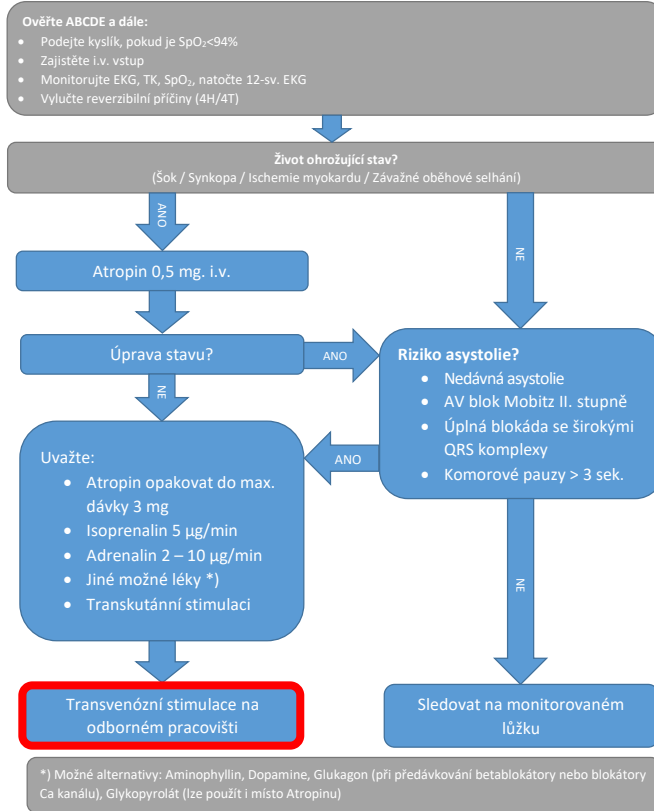 Ověřte ABCDE a dále:
• Podejte kyslík, pokud je SpO₂<94%
• Zajistěte i.v. vstup
• Monitorujte EKG, TK, SpO₂, natočte 12-sv. EKG
• Vylučte reverzibilní příčiny (4H/4T)
Život ohrožující stav?
(Šok / Synkopa / Ischemie myokardu / Závažné oběhové selhání)
ANO
NE
Atropin 0,5 mg. i.v.
Úprava stavu?
ANO
NE
Riziko asystolie?
• Nedávná asystolie
• AV blok Mobitz II. stupně
• Úplná blokáda se širokými
QRS komplexy
• Komorové pauzy > 3 sek.
ANO
NE
Uvažte:
• Atropin opakovat do max.
dávky 3 mg
• Isoprenalin 5 µg/min
• Adrenalin 2 – 10 µg/min
• Jiné možné léky *)
• Transkutánní stimulaci
Transvenózní stimulace na
odborném pracovišti
Sledovat na monitorovaném
lůžku
*) Možné alternativy: Aminophyllin, Dopamine, Glukagon (při předávkování betablokátory nebo blokátory
Ca kanálu), Glykopyrolát (lze použít i místo Atropinu)